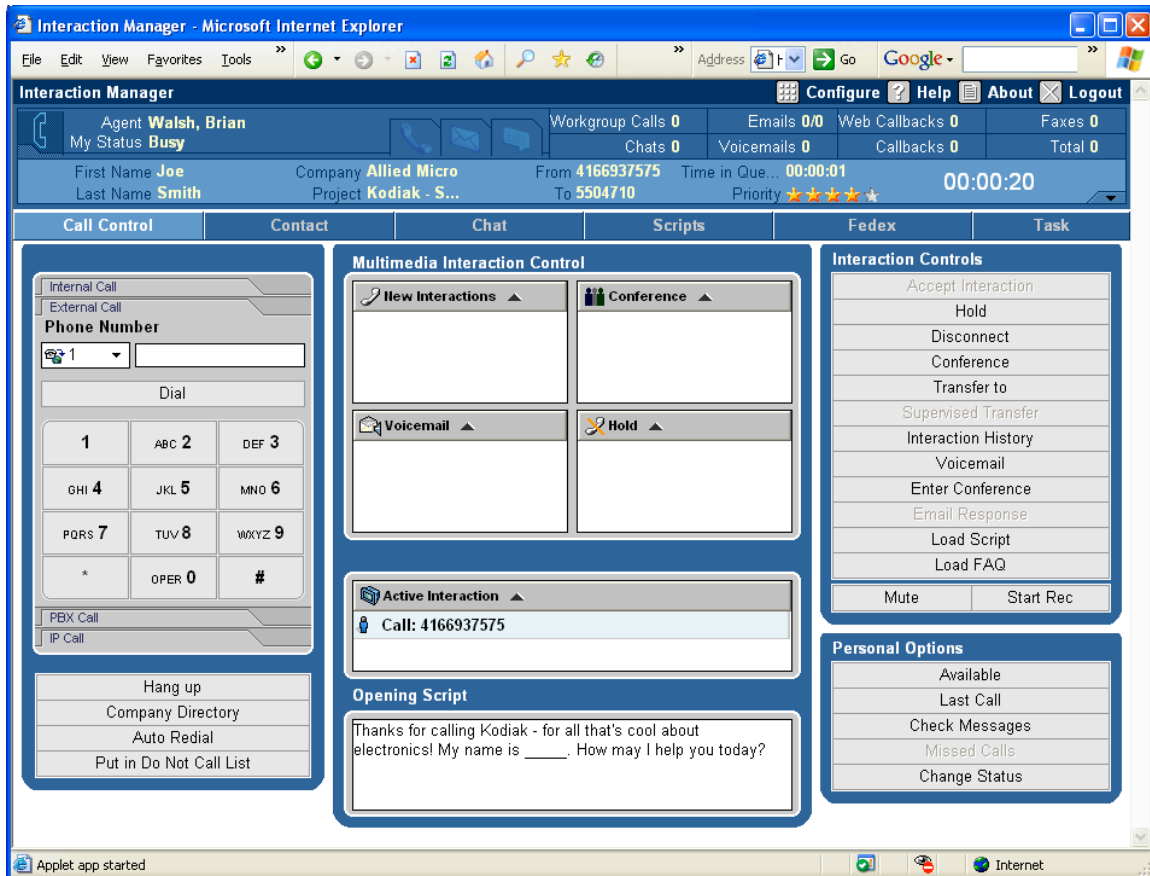 Interaction Manager - Microsoft Internet Explorer
File Edit View Favorites Tools » » Address Go Google »
Interaction Manager Configure Help About Logout
Agent Walsh, Brian Workgroup Calls 0 Emails 0/0 Web Callbacks 0 Faxes 0
My Status Busy Chats 0 Voicemails 0 Callbacks 0 Total 0
First Name Joe Company Allied Micro From 4166937575 Time in Que... 00:00:01 00:00:20
Last Name Smith Project Kodiak - S... To 5504710 Priority
Call Control Contact Chat Scripts Fedex Task
Internal Call
External Call
Phone Number
1
Dial
1 ABC 2 DEF 3
GHI 4 JKL 5 MNO 6
PQRS 7 TUV 8 WXYZ 9
* OPER 0 #
PBX Call
IP Call
Hang up
Company Directory
Auto Redial
Put in Do Not Call List
Multimedia Interaction Control
New Interactions Conference
Voicemail Hold
Active Interaction
Call: 4166937575
Opening Script
Thanks for calling Kodiak - for all that's cool about
electronics! My name is _____. How may I help you today?
Interaction Controls
Accept Interaction
Hold
Disconnect
Conference
Transfer to
Supervised Transfer
Interaction History
Voicemail
Enter Conference
Email Response
Load Script
Load FAQ
Mute Start Rec
Personal Options
Available
Last Call
Check Messages
Missed Calls
Change Status
Applet app started Internet